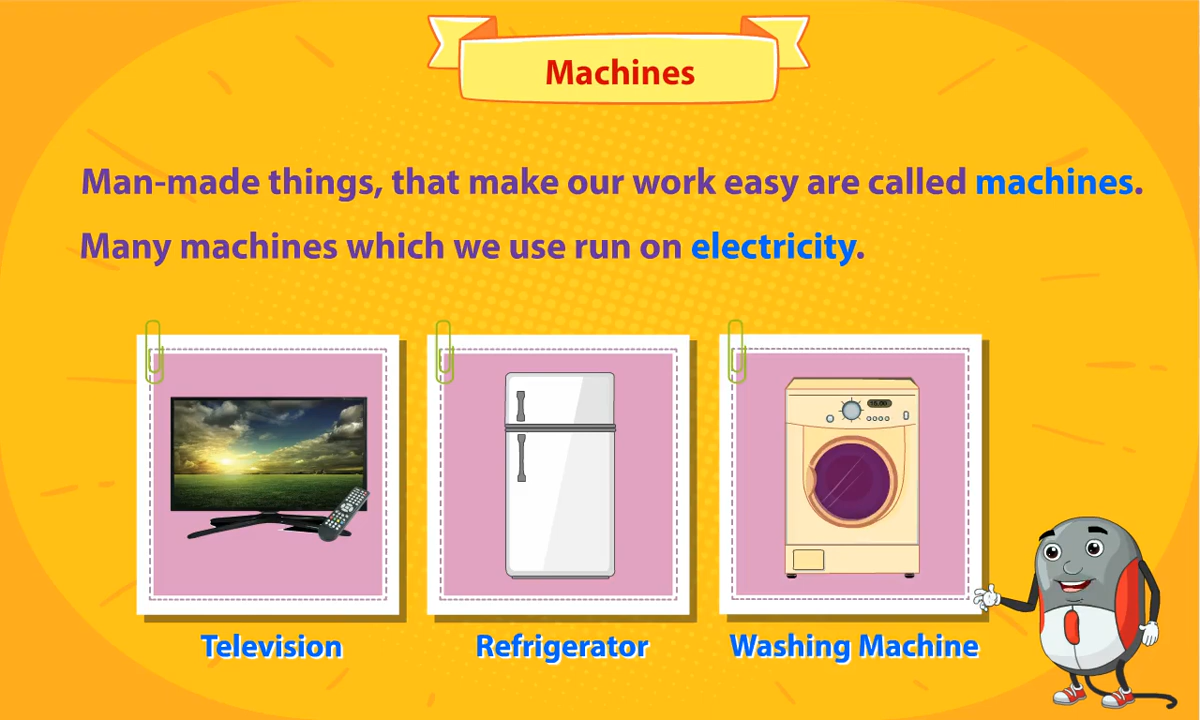 Machines
Man-made things, that make our work easy are called machines.
Many machines which we use run on electricity.
Television
Refrigerator
Washing Machine